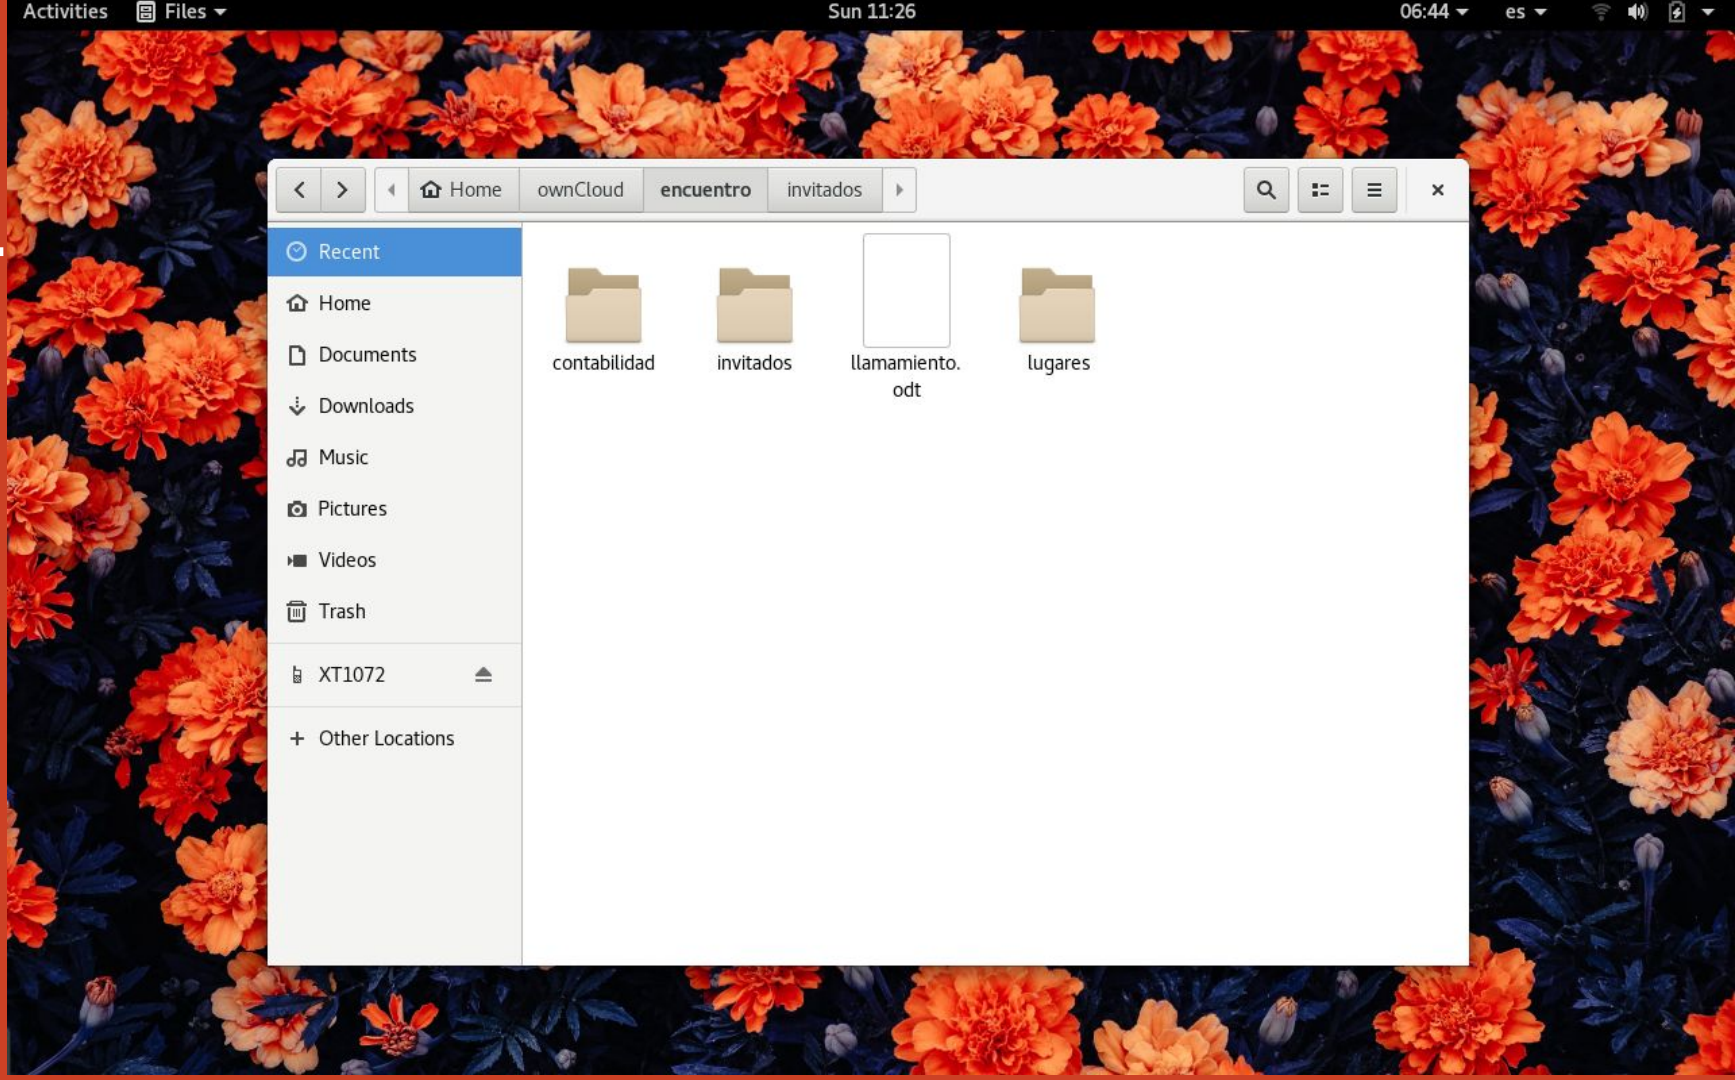 Activities Files Sun 11:26 06:44 es
Home ownCloud encuentro invitados
Recent
Home
Documents
Downloads
Music
Pictures
Videos
Trash
XT1072
Other Locations
contabilidad invitados llamamiento. lugares
odt